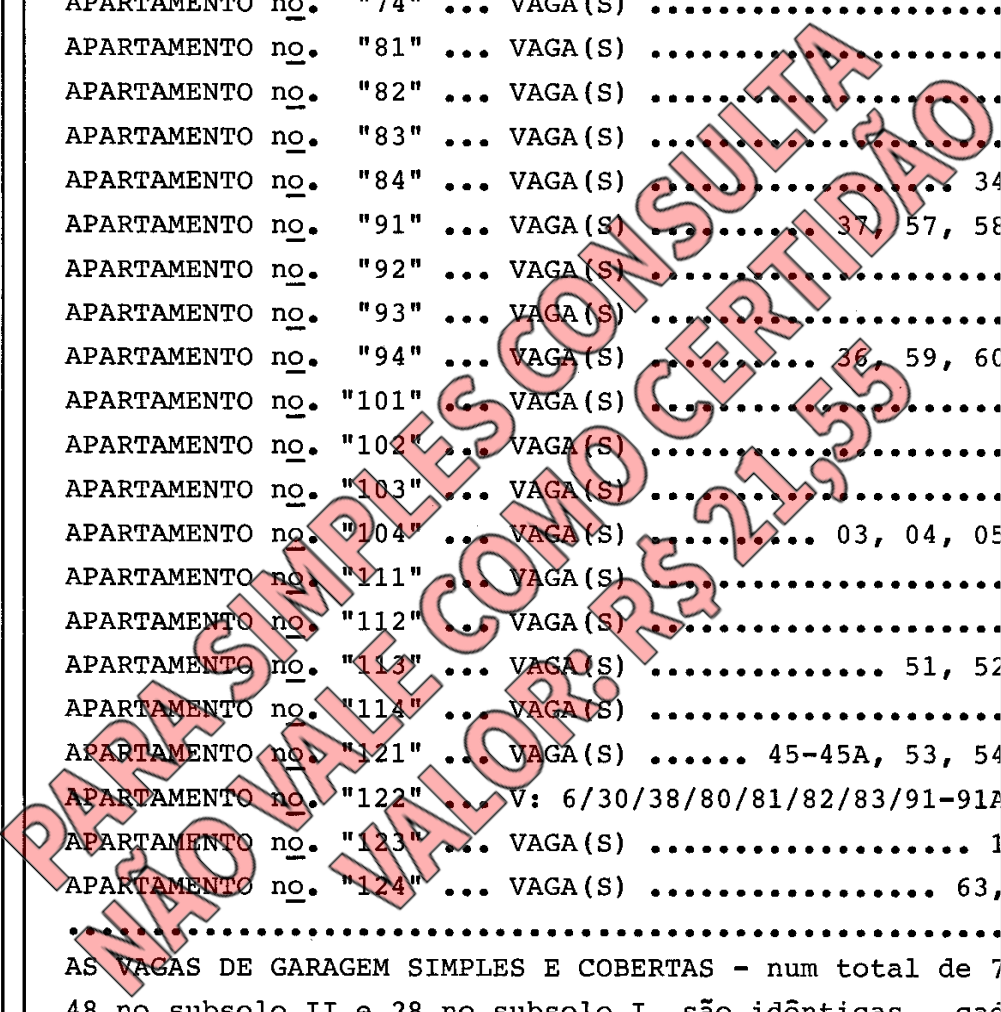 APARTAMENTO no. "74" ... VAGA(S) ..........................
APARTAMENTO no. "81" ... VAGA(S) ..........................
APARTAMENTO no. "82" ... VAGA(S) ..........................
APARTAMENTO no. "83" ... VAGA(S) ..........................
APARTAMENTO no. "84" ... VAGA(S) .................. 34
APARTAMENTO no. "91" ... VAGA(S) .......... 37, 57, 58
APARTAMENTO no. "92" ... VAGA(S) ..........................
APARTAMENTO no. "93" ... VAGA(S) ..........................
APARTAMENTO no. "94" ... VAGA(S) .......... 36, 59, 60
APARTAMENTO no. "101" ... VAGA(S) ..........................
APARTAMENTO no. "102" ... VAGA(S) ..........................
APARTAMENTO no. "103" ... VAGA(S) ..........................
APARTAMENTO no. "104" ... VAGA(S) .......... 03, 04, 05
APARTAMENTO no. "111" ... VAGA(S) ..........................
APARTAMENTO no. "112" ... VAGA(S) ..........................
APARTAMENTO no. "113" ... VAGA(S) .............. 51, 52
APARTAMENTO no. "114" ... VAGA(S) ..........................
APARTAMENTO no. "121" ... VAGA(S) ...... 45-45A, 53, 54
APARTAMENTO no. "122" ... V: 6/30/38/80/81/82/83/91-91A
APARTAMENTO no. "123" ... VAGA(S) ................... 1
APARTAMENTO no. "124" ... VAGA(S) ................. 63,
......................................................
AS VAGAS DE GARAGEM SIMPLES E COBERTAS - num total de 7
48 no subsolo II e 28 no subsolo I, são idênticas,
PARA SIMPLES CONSULTA
NÃO VALE COMO CERTIDÃO
VALOR: R$ 21,55